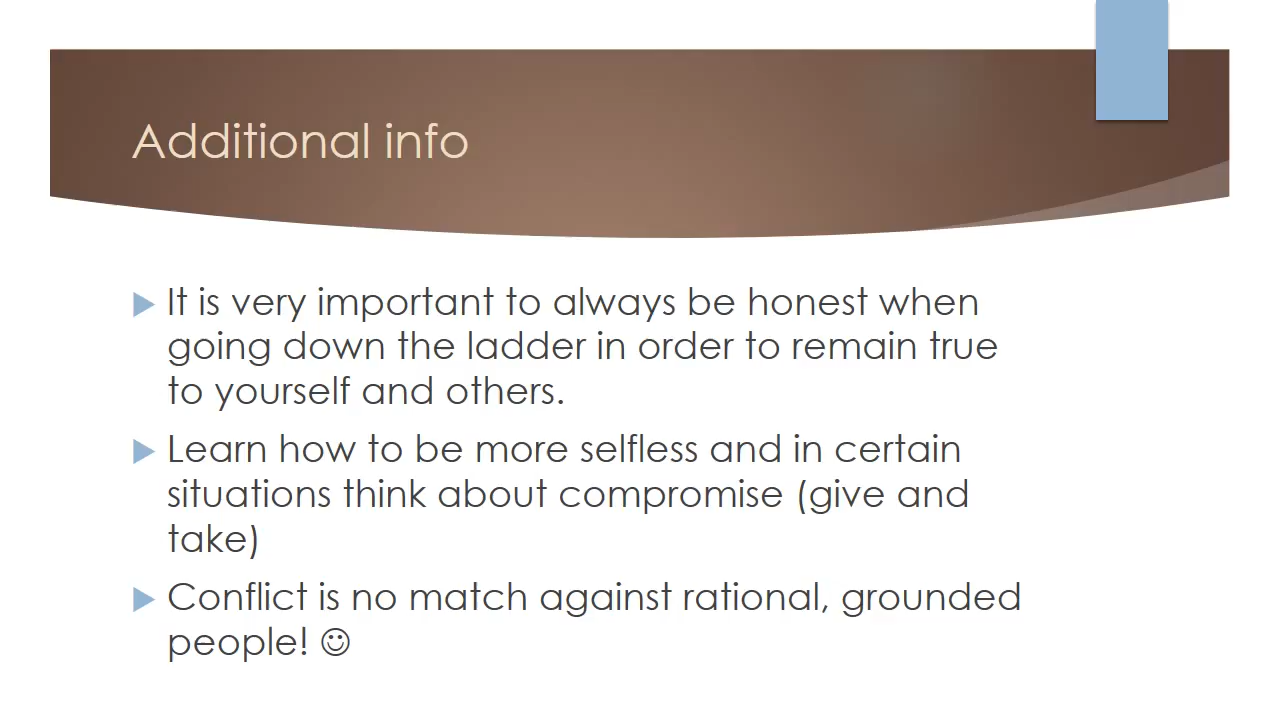 Additional info
It is very important to always be honest when
going down the ladder in order to remain true
to yourself and others.
Learn how to be more selfless and in certain
situations think about compromise (give and
take)
Conflict is no match against rational, grounded
people! ☺